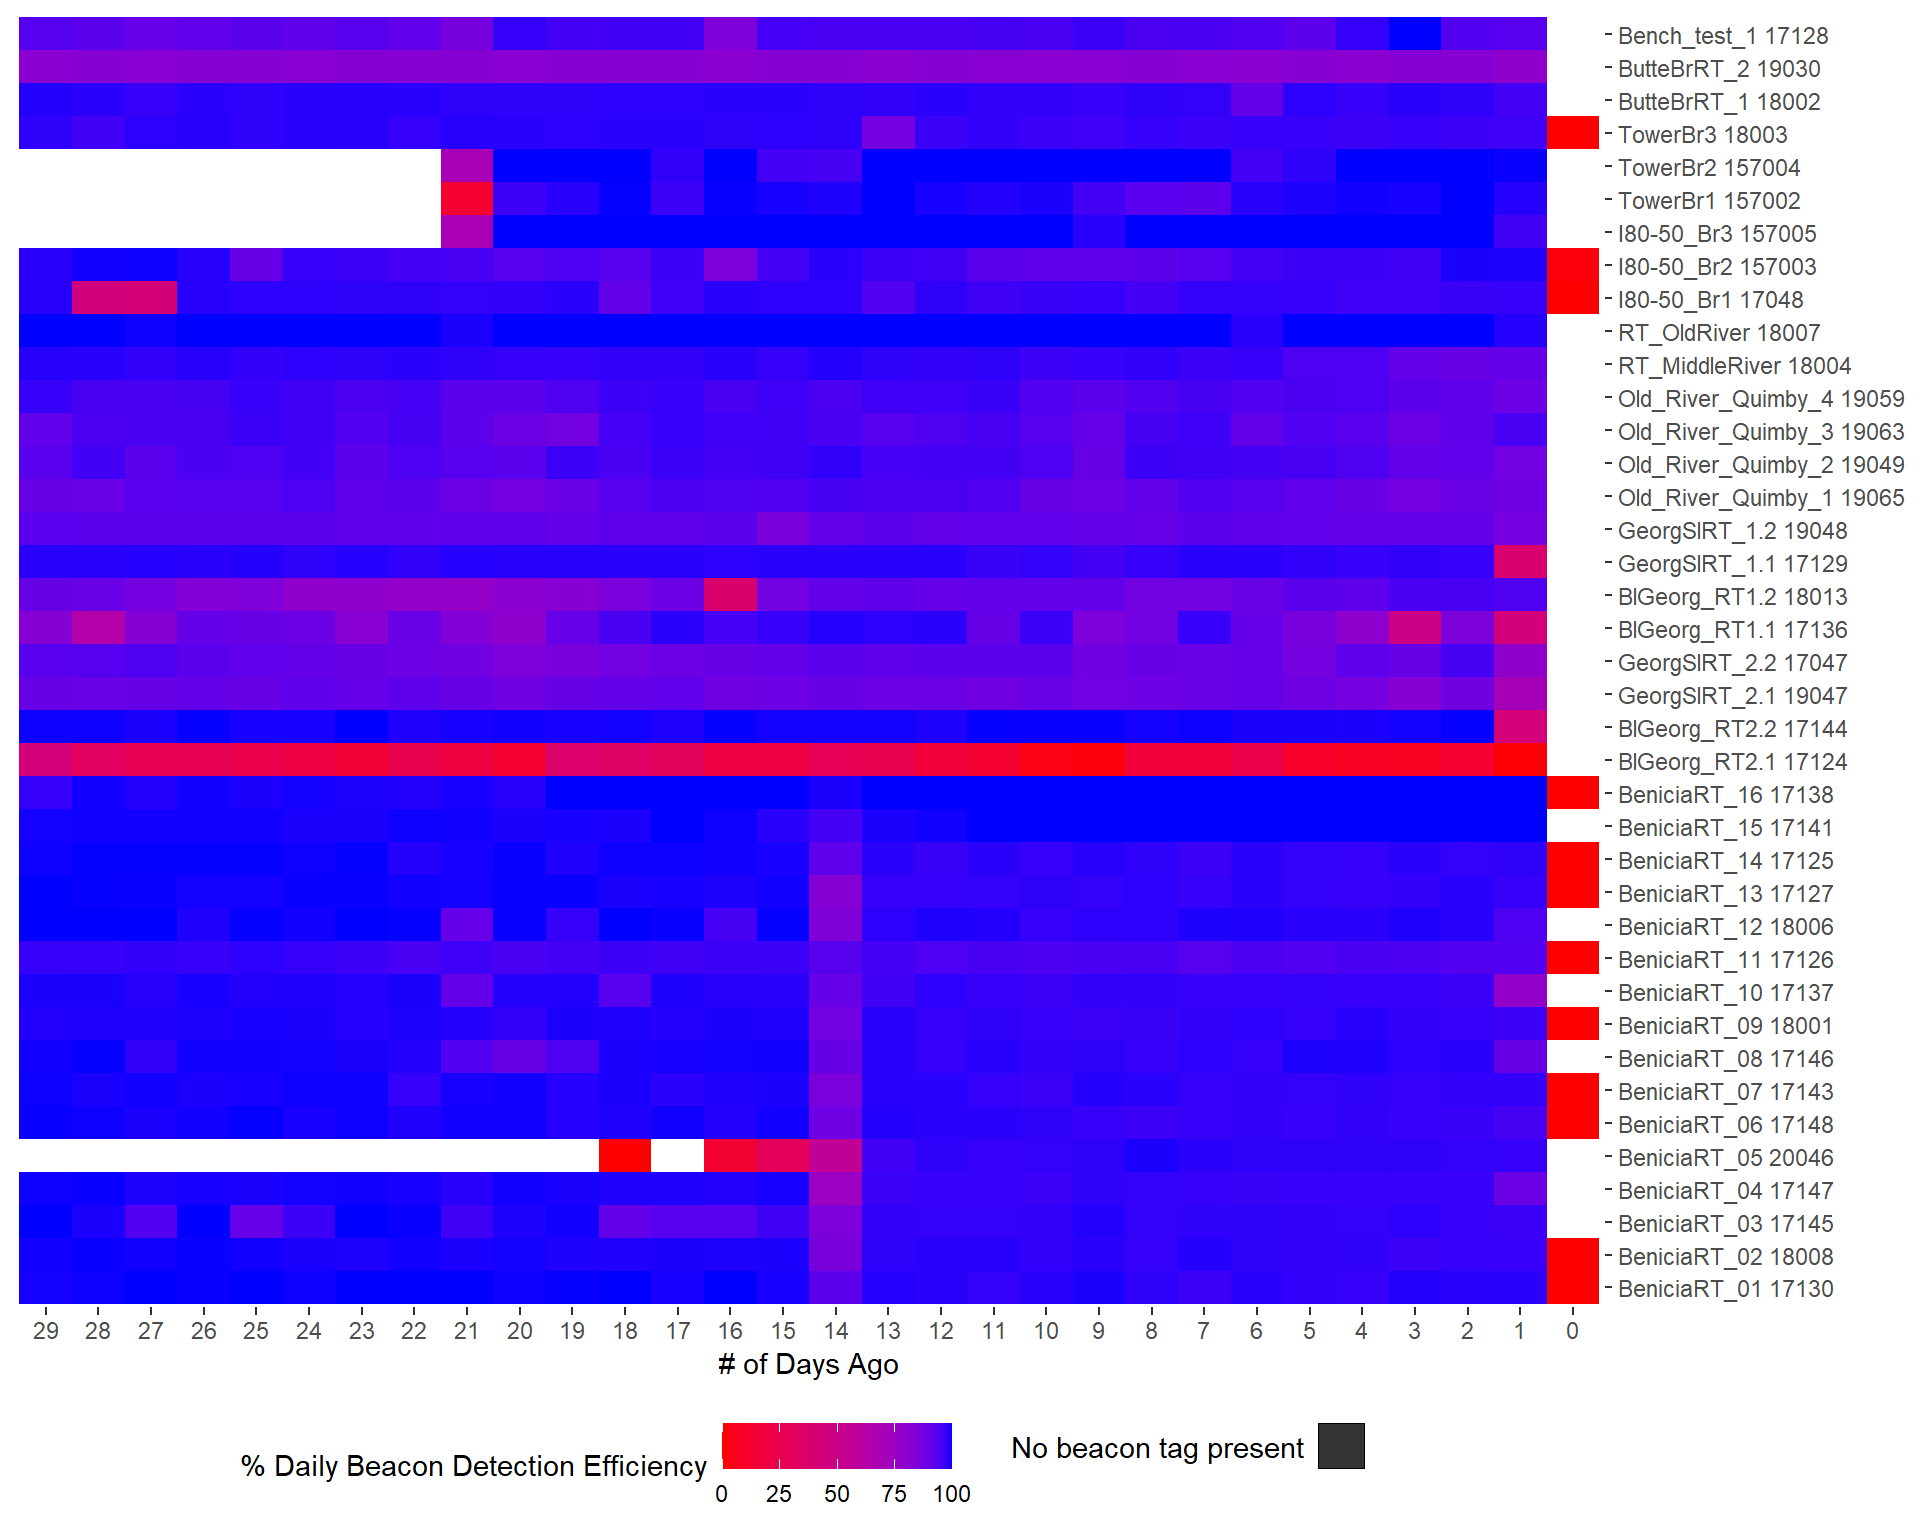 Bench_test_1 17128
ButteBrRT_2 19030
ButteBrRT_1 18002
TowerBr3 18003
TowerBr2 157004
TowerBr1 157002
I80-50_Br3 157005
I80-50_Br2 157003
I80-50_Br1 17048
RT_OldRiver 18007
RT_MiddleRiver 18004
Old_River_Quimby_4 19059
Old_River_Quimby_3 19063
Old_River_Quimby_2 19049
Old_River_Quimby_1 19065
GeorgSlRT_1.2 19048
GeorgSlRT_1.1 17129
BlGeorg_RT1.2 18013
BlGeorg_RT1.1 17136
GeorgSlRT_2.2 17047
GeorgSlRT_2.1 19047
BlGeorg_RT2.2 17144
BlGeorg_RT2.1 17124
BeniciaRT_16 17138
BeniciaRT_15 17141
BeniciaRT_14 17125
BeniciaRT_13 17127
BeniciaRT_12 18006
BeniciaRT_11 17126
BeniciaRT_10 17137
BeniciaRT_09 18001
BeniciaRT_08 17146
BeniciaRT_07 17143
BeniciaRT_06 17148
BeniciaRT_05 20046
BeniciaRT_04 17147
BeniciaRT_03 17145
BeniciaRT_02 18008
BeniciaRT_01 17130
29 28 27 26 25 24 23 22 21 20 19 18 17 16 15 14 13 12 11 10 9 8 7 6 5 4 3 2 1 0
# of Days Ago
% Daily Beacon Detection Efficiency
0 25 50 75 100
No beacon tag present